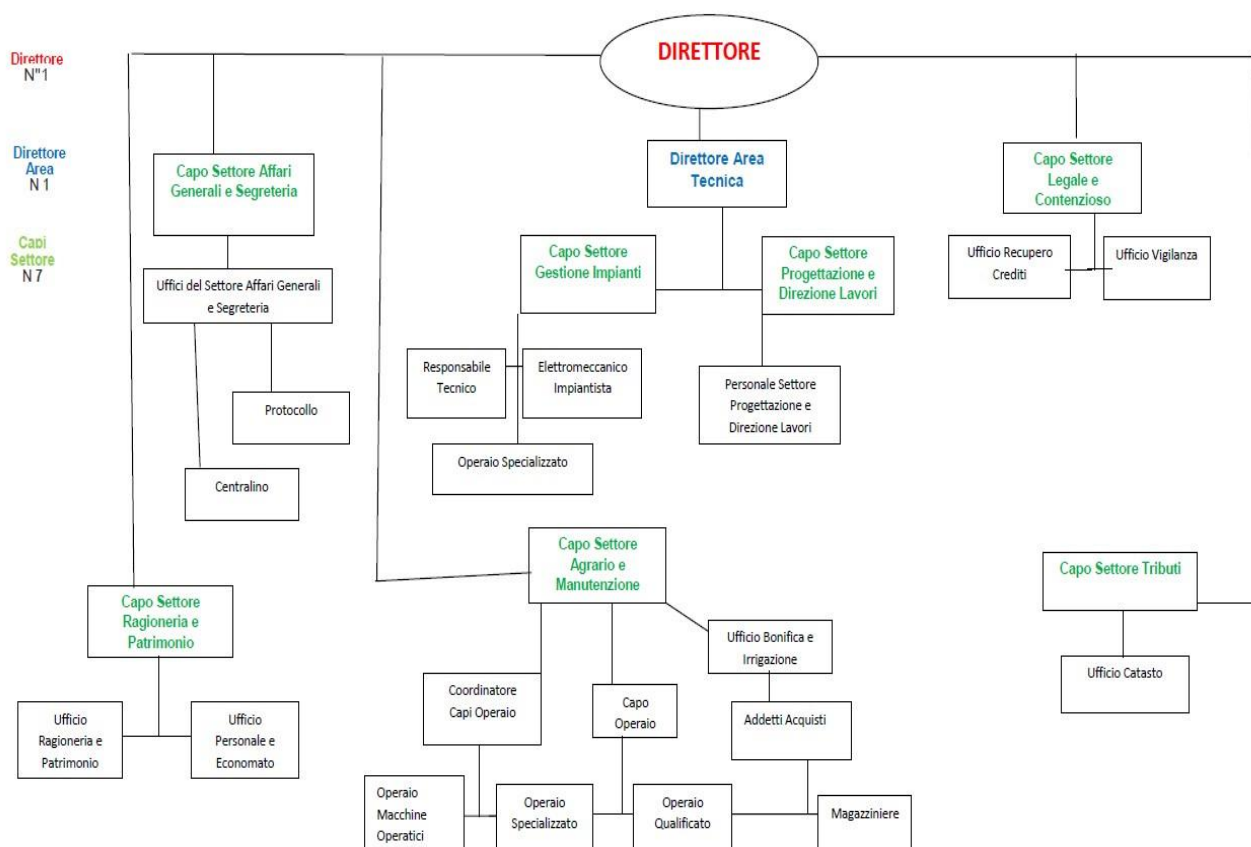 DIRETTORE
Direttore
N"1
Direttore
Area
N 1
Capi
Settore
N 7
Capo Settore Affari
Generali e Segreteria
Direttore Area
Tecnica
Capo Settore
Legale e
Contenzioso
Capo Settore
Gestione Impianti
Capo Settore
Progettazione e
Direzione Lavori
Ufficio Recupero
Crediti
Ufficio Vigilanza
Uffici del Settore Affari Generali
e Segreteria
Responsabile
Tecnico
Elettromeccanico
Impiantista
Personale Settore
Progettazione e
Direzione Lavori
Protocollo
Operaio Specializzato
Centralino
Capo Settore
Agrario e
Manutenzione
Capo Settore Tributi
Capo Settore
Ragioneria e
Patrimonio
Ufficio Bonifica e
Irrigazione
Ufficio Catasto
Coordinatore
Capi Operaio
Capo
Operaio
Addetti Acquisti
Ufficio
Ragioneria e
Patrimonio
Ufficio
Personale e
Economato
Operaio
Macchine
Operatici
Operaio
Specializzato
Operaio
Qualificato
Magazziniere